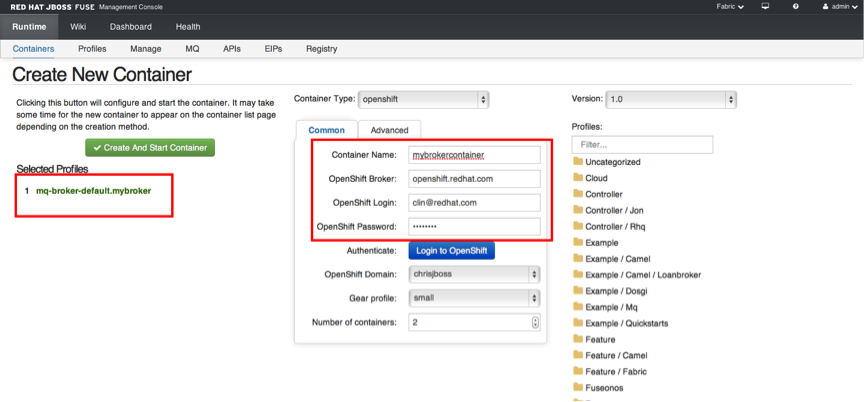 RED HAT JBOSS FUSE Management Console
Fabric
admin
Runtime Wiki Dashboard Health
Containers Profiles Manage MQ APIs EIPs Registry
Create New Container
Clicking this button will configure and start the container. It may take
some time for the new container to appear on the container list page
depending on the creation method.
Create And Start Container
Selected Profiles
1 mq-broker-default.mybroker
Container Type: openshift
Common Advanced
Container Name: mybrokercontainer
OpenShift Broker: openshift.redhat.com
OpenShift Login: clin@redhat.com
OpenShift Password: ••••••••
Authenticate: Login to OpenShift
OpenShift Domain: chrisjboss
Gear profile: small
Number of containers: 2
Version: 1.0
Profiles:
Filter...
Uncategorized
Cloud
Controller
Controller / Jon
Controller / Rhq
Example
Example / Camel
Example / Camel / Loanbroker
Example / Dosgi
Example / Mq
Example / Quickstarts
Feature
Feature / Camel
Feature / Fabric
Fuseonos